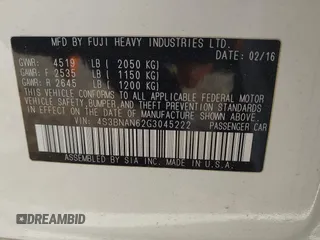 MFD BY FUJI HEAVY INDUSTRIES LTD.
DATE: 02/16
GVWR: 4519 LB ( 2050 KG)
GAWR: F 2535 LB ( 1150 KG)
GAWR: R 2645 LB ( 1200 KG)
THIS VEHICLE CONFORMS TO ALL APPLICABLE FEDERAL MOTOR
VEHICLE SAFETY, BUMPER, AND THEFT PREVENTION STANDARDS
IN EFFECT ON THE DATE OF MANUFACTURE SHOWN ABOVE.
VIN: 4S3BNAN62G3045222 PASSENGER CAR
ASSEMBLED BY SIA INC. MADE IN U.S.A.
DREAMBID